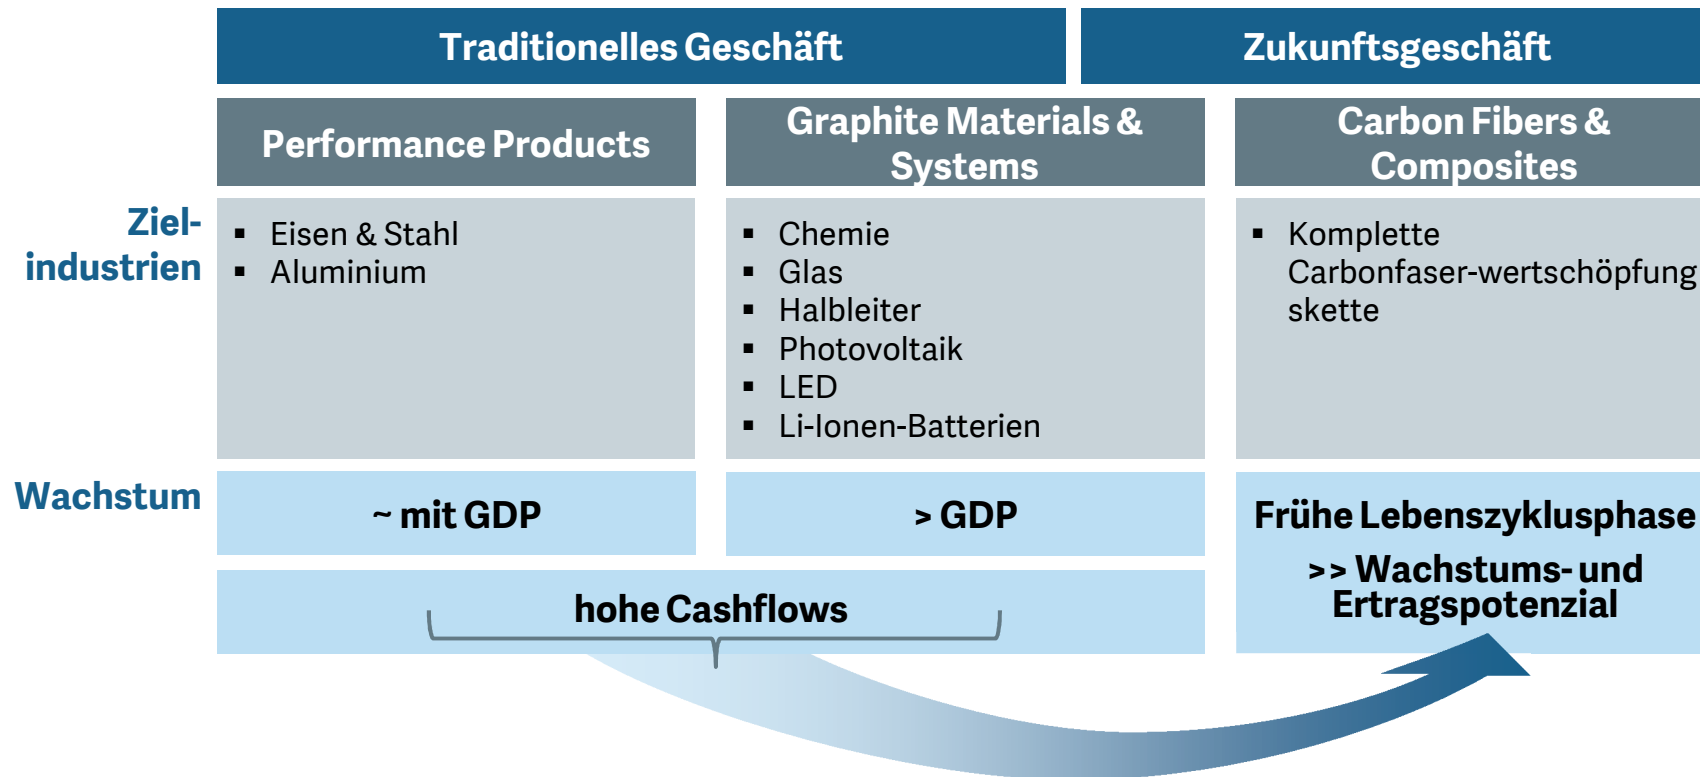 Traditionelles Geschäft
Zukunftsgeschäft
Performance Products
Graphite Materials &
Systems
Carbon Fibers &
Composites
Ziel-
industrien
▪ Eisen & Stahl
▪ Aluminium
▪ Chemie
▪ Glas
▪ Halbleiter
▪ Photovoltaik
▪ LED
▪ Li-Ionen-Batterien
▪ Komplette
Carbonfaser-wertschöpfung
skette
Wachstum
~ mit GDP
> GDP
Frühe Lebenszyklusphase
>> Wachstums- und
Ertragspotenzial
hohe Cashflows